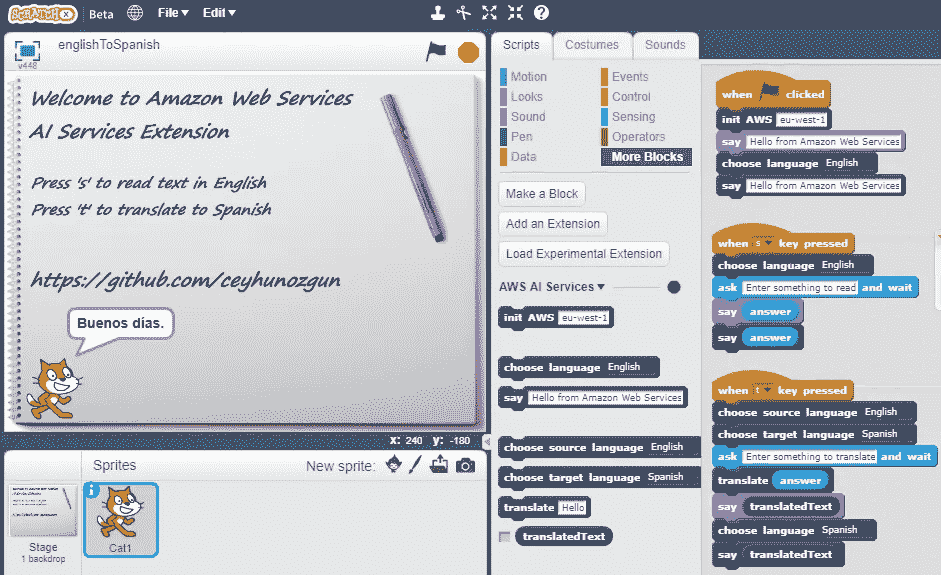 SCRATCHX
Beta
File▾ Edit▾
englishToSpanish
v448
Welcome to Amazon Web Services
AI Services Extension
Press 's' to read text in English
Press 't' to translate to Spanish
https://github.com/ceyhunozgun
Buenos días.
x: 240 y: -180
Sprites
New sprite:
Stage
1 backdrop
Cat1
Scripts Costumes Sounds
Motion Events
Looks Control
Sound Sensing
Pen Operators
Data More Blocks
Make a Block
Add an Extension
Load Experimental Extension
AWS AI Services▾
init AWS eu-west-1
choose language English
say Hello from Amazon Web Services
choose source language English
choose target language Spanish
translate Hello
translatedText
when clicked
init AWS eu-west-1
say Hello from Amazon Web Services
choose language English
say Hello from Amazon Web Services
when s▾ key pressed
choose language English
ask Enter something to read and wait
say answer
say answer
when t▾ key pressed
choose source language English
choose target language Spanish
ask Enter something to translate and wait
translate answer
say translatedText
choose language Spanish
say translatedText